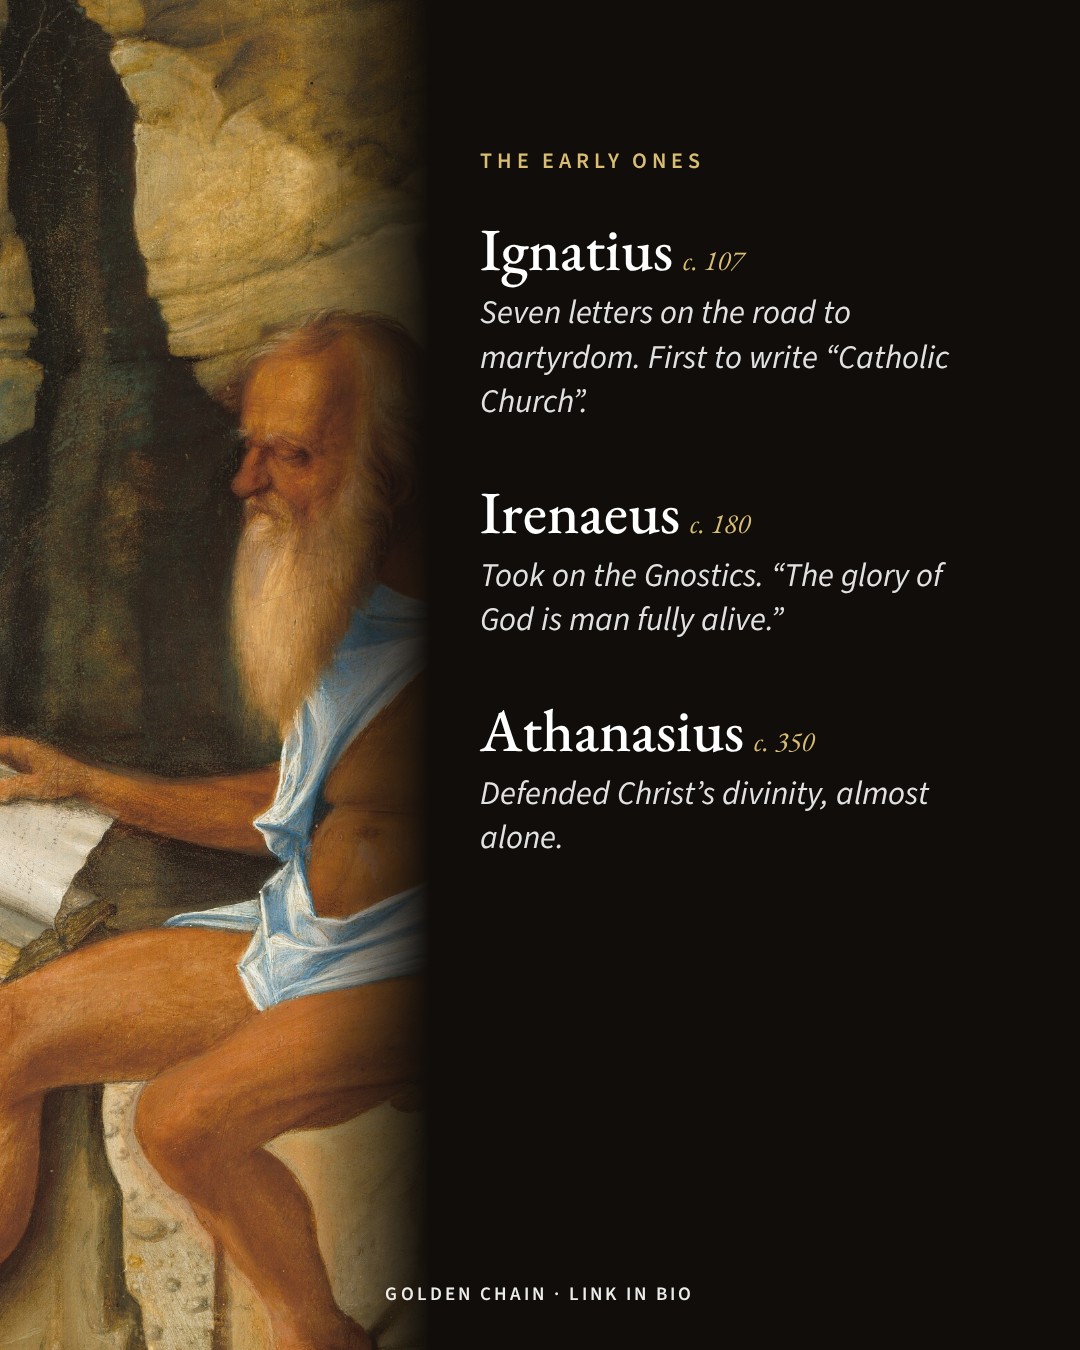 THE EARLY ONES
Ignatius c. 107
Seven letters on the road to
martyrdom. First to write “Catholic
Church”.
Irenaeus c. 180
Took on the Gnostics. “The glory of
God is man fully alive.”
Athanasius c. 350
Defended Christ’s divinity, almost
alone.
GOLDEN CHAIN · LINK IN BIO